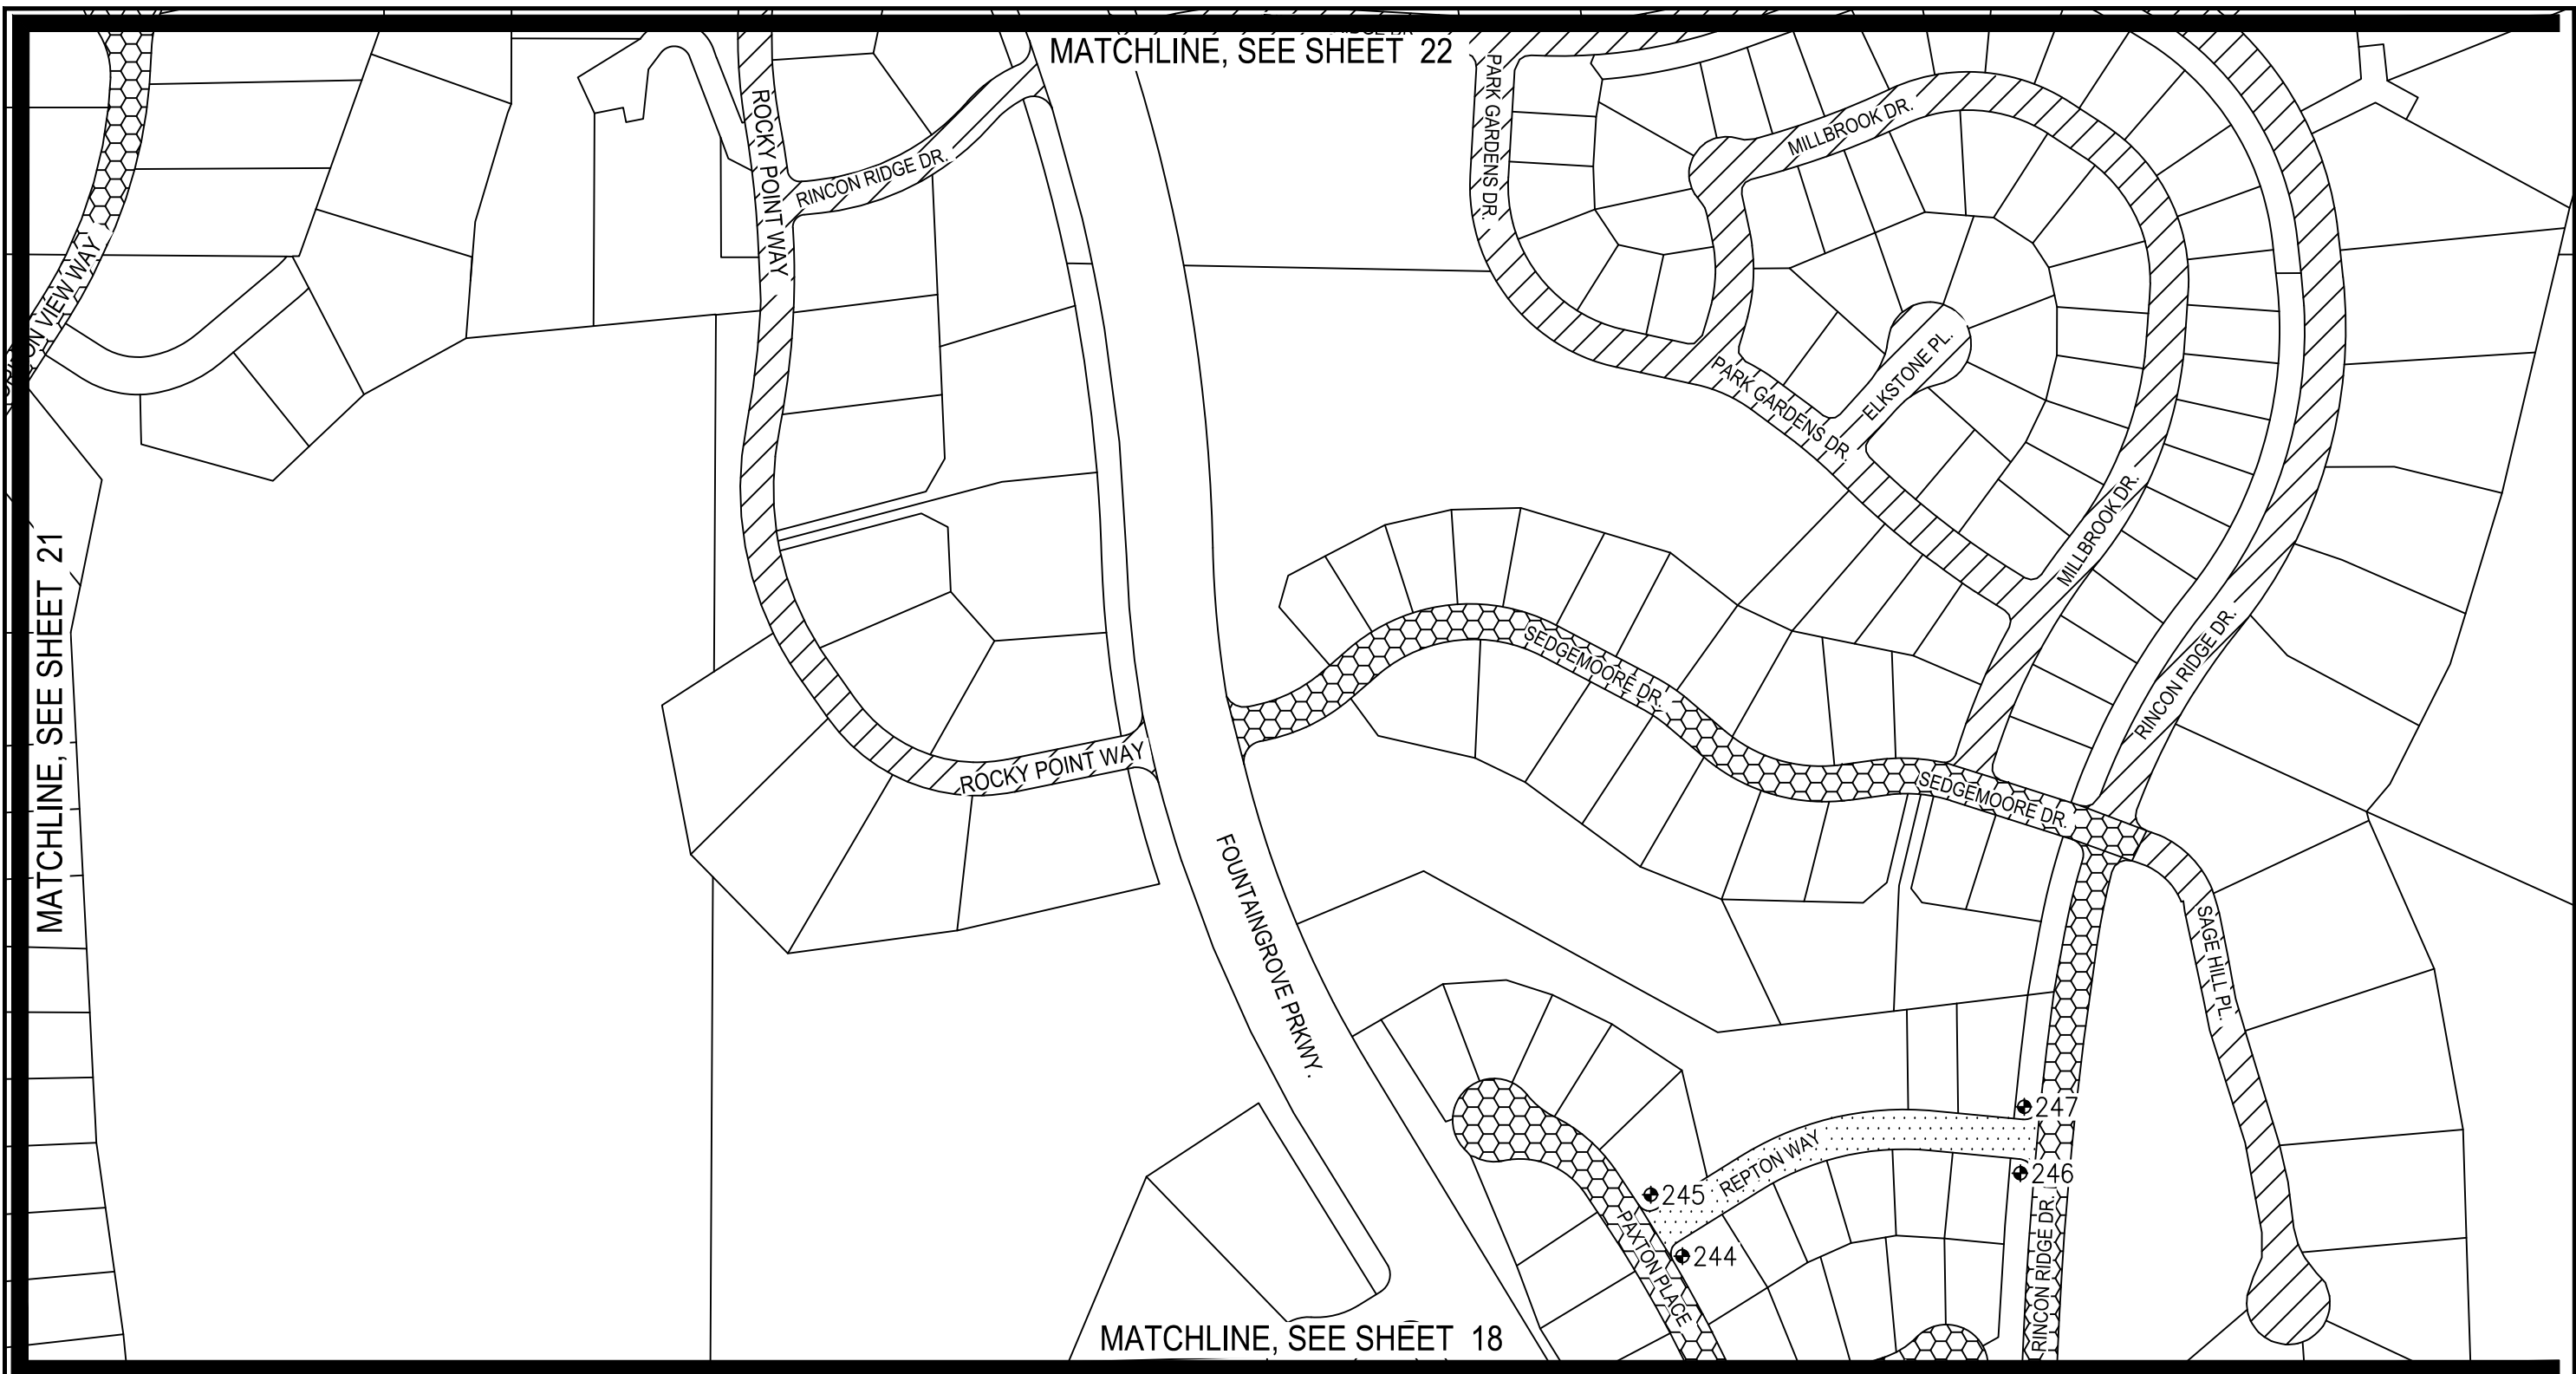 MATCHLINE, SEE SHEET 22
PARK GARDENS DR.
MILLBROOK DR.
ROCKY POINT WAY
RINCON RIDGE DR.
VIEW WAY
ELKSTONE PL.
PARK GARDENS DR.
MILLBROOK DR.
MATCHLINE, SEE SHEET 21
SEDGEMOORE DR.
RINCON RIDGE DR.
ROCKY POINT WAY
SEDGEMOORE DR.
FOUNTAINGROVE PRKWY.
SAGE HILL PL.
247
REPTON WAY
246
245
RINCON RIDGE DR.
244
PAXTON PLACE
MATCHLINE, SEE SHEET 18